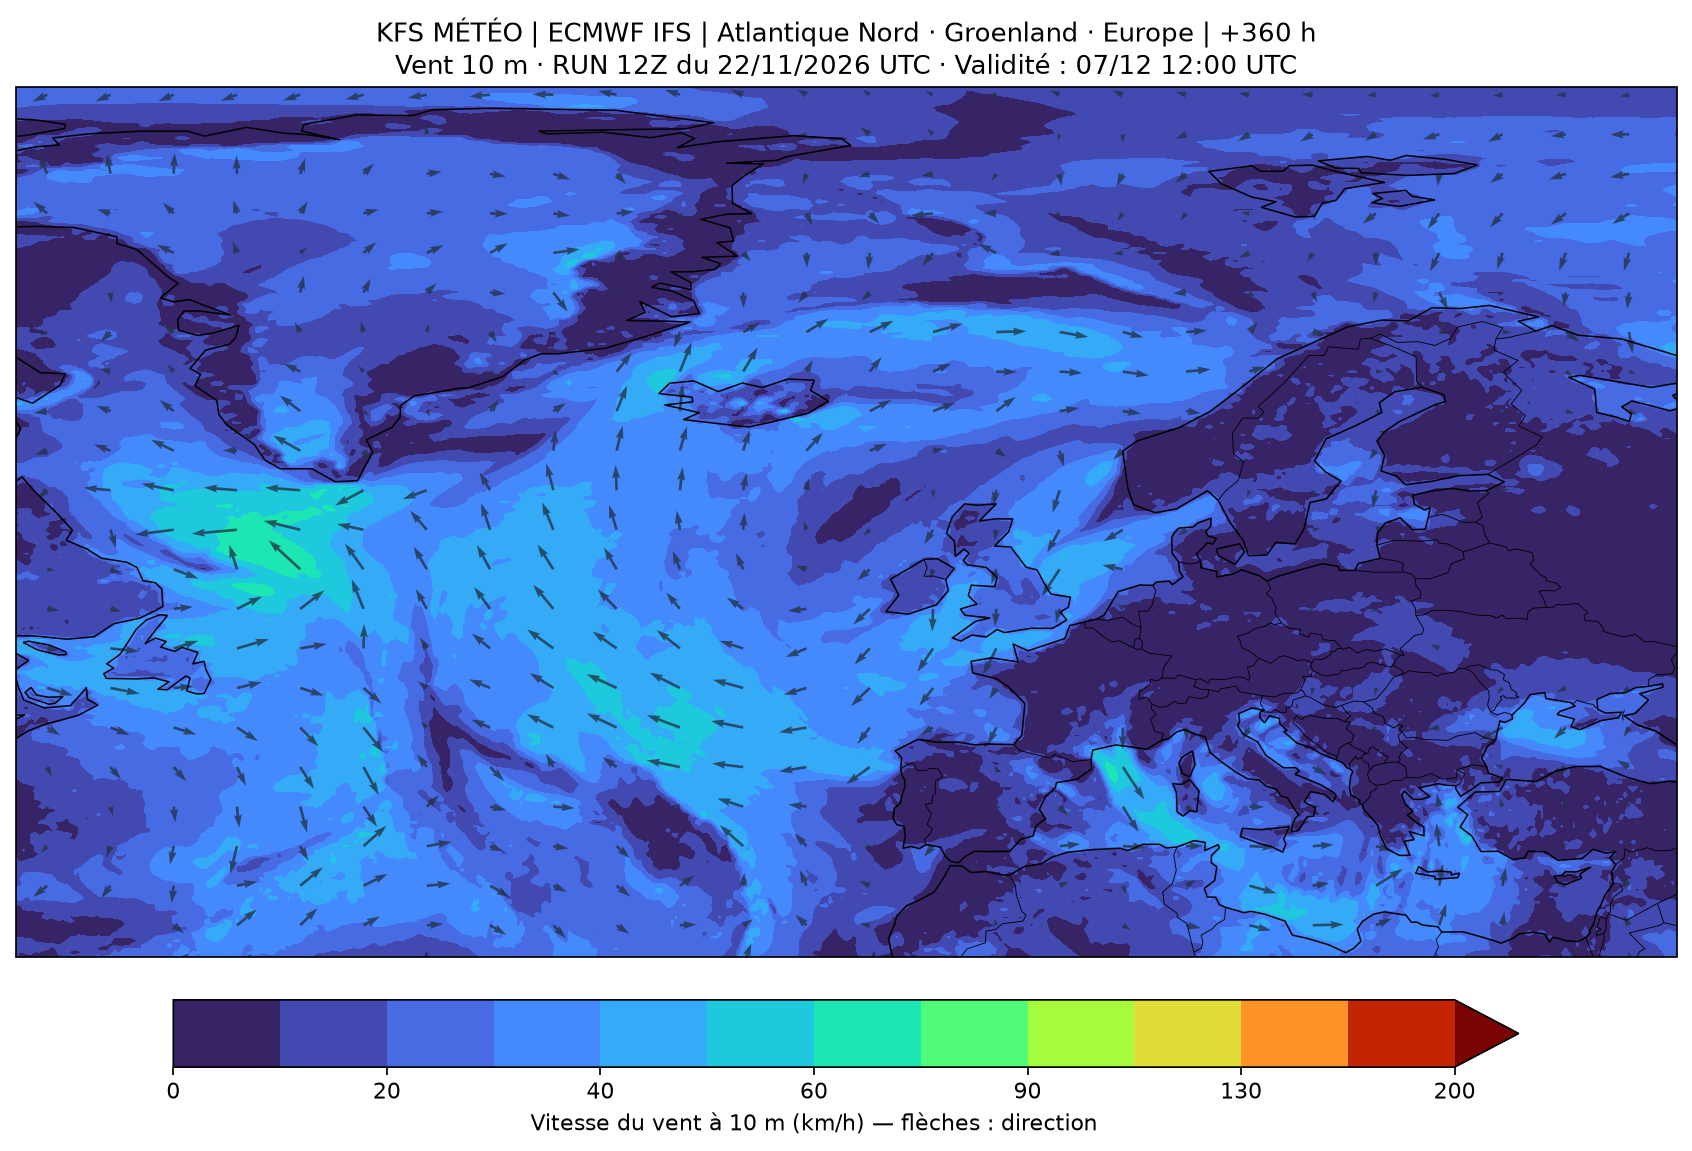 KFS MÉTÉO | ECMWF IFS | Atlantique Nord · Groenland · Europe | +360 h
Vent 10 m · RUN 12Z du 22/11/2026 UTC · Validité : 07/12 12:00 UTC
0 20 40 60 90 130 200
Vitesse du vent à 10 m (km/h) — flèches : direction